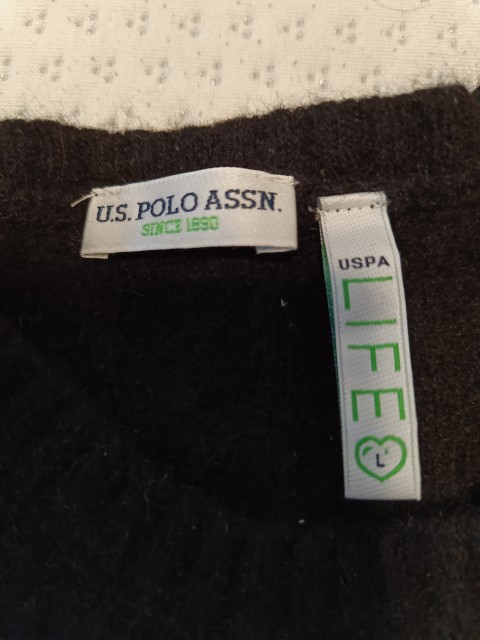 U.S. POLO ASSN.
SINCE 1890
USPA
LIFE
L